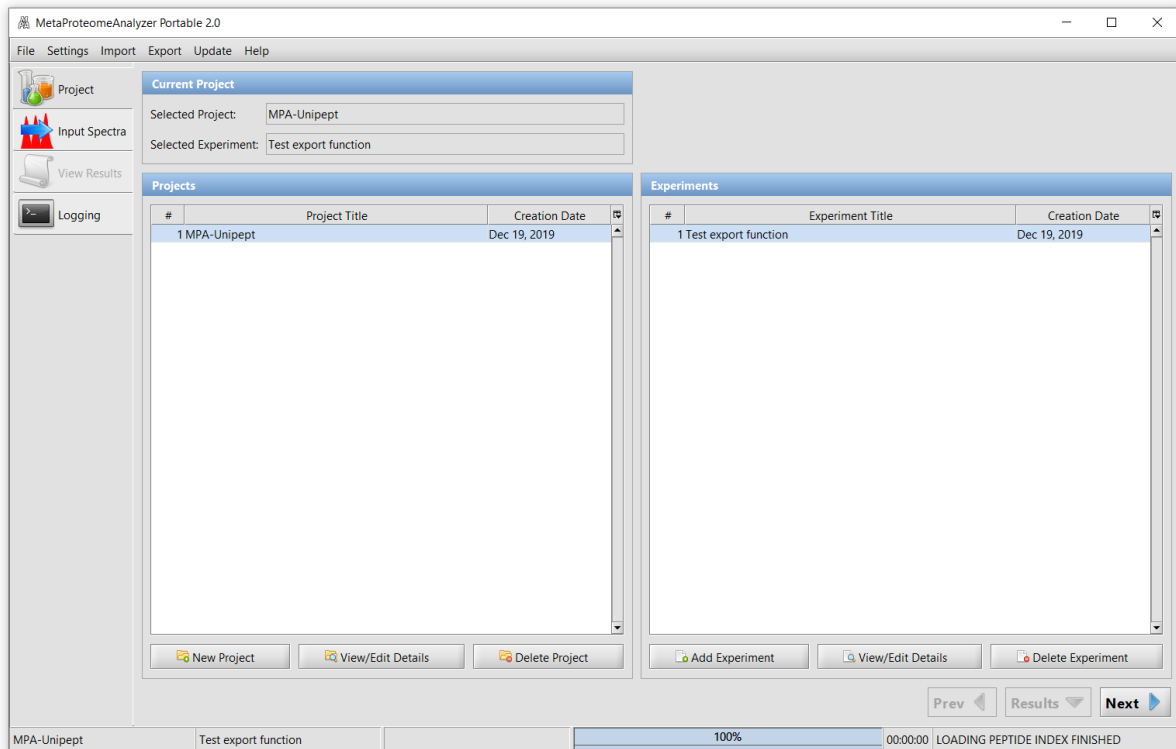 MetaProteomeAnalyzer Portable 2.0
File Settings Import Export Update Help
Project
Input Spectra
View Results
Logging
Current Project
Selected Project: MPA-Unipept
Selected Experiment: Test export function
Projects
# Project Title Creation Date
1 MPA-Unipept Dec 19, 2019
New Project View/Edit Details Delete Project
Experiments
# Experiment Title Creation Date
1 Test export function Dec 19, 2019
Add Experiment View/Edit Details Delete Experiment
Prev Results Next
MPA-Unipept Test export function 100% 00:00:00 LOADING PEPTIDE INDEX FINISHED